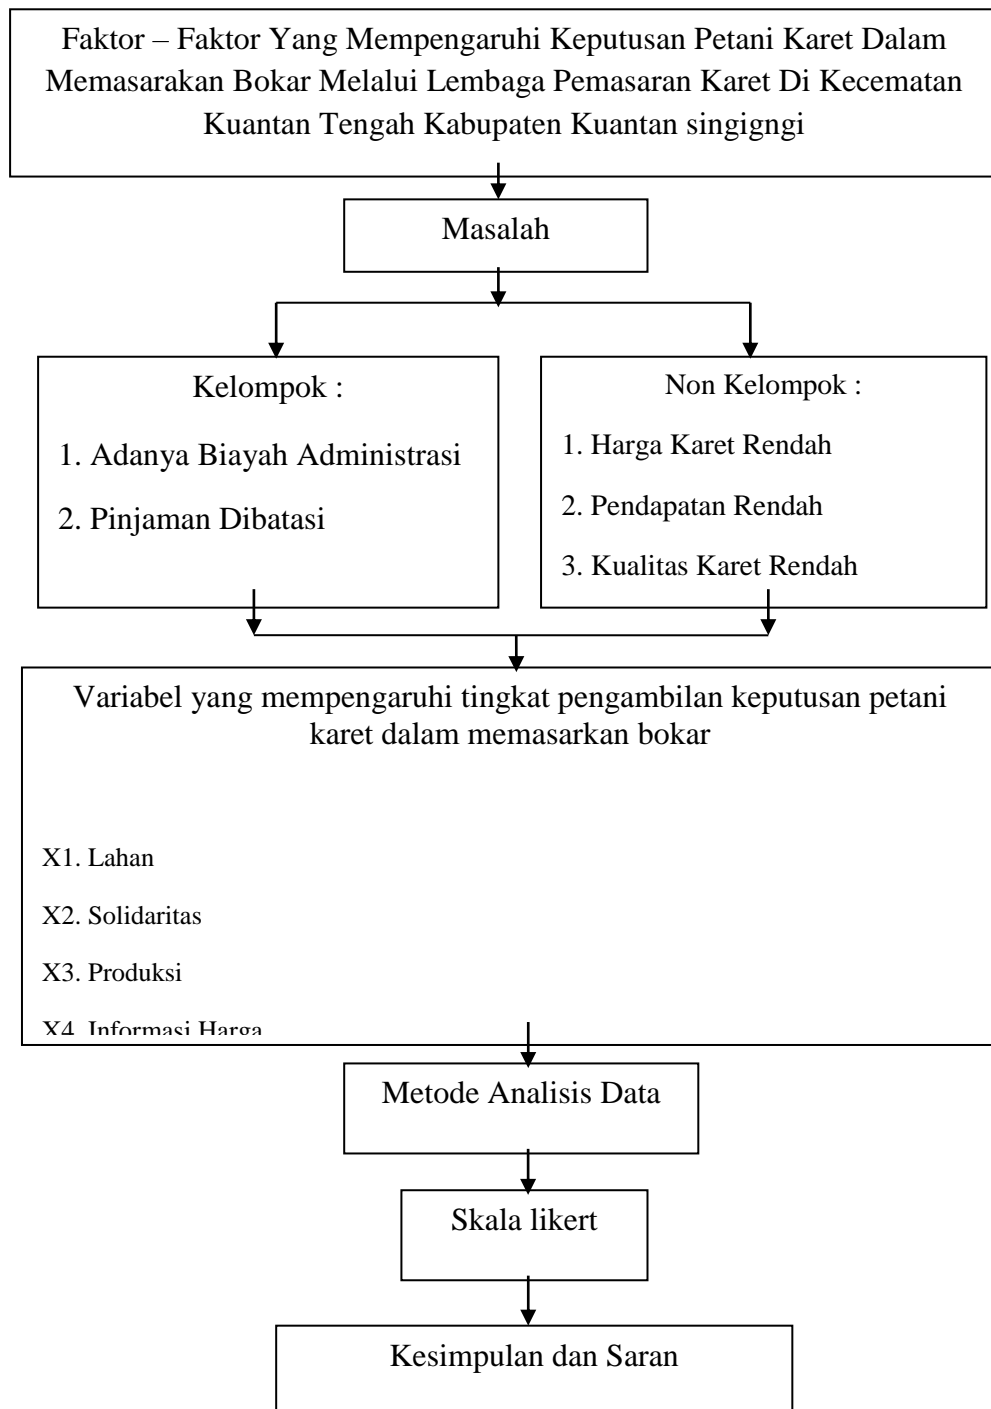 Faktor – Faktor Yang Mempengaruhi Keputusan Petani Karet Dalam
Memasarakan Bokar Melalui Lembaga Pemasaran Karet Di Kecematan
Kuantan Tengah Kabupaten Kuantan singigngi
Masalah
Kelompok :
1. Adanya Biayah Administrasi
2. Pinjaman Dibatasi
Non Kelompok :
1. Harga Karet Rendah
2. Pendapatan Rendah
3. Kualitas Karet Rendah
Variabel yang mempengaruhi tingkat pengambilan keputusan petani
karet dalam memasarkan bokar
X1. Lahan
X2. Solidaritas
X3. Produksi
X4. Informasi Harga
Metode Analisis Data
Skala likert
Kesimpulan dan Saran